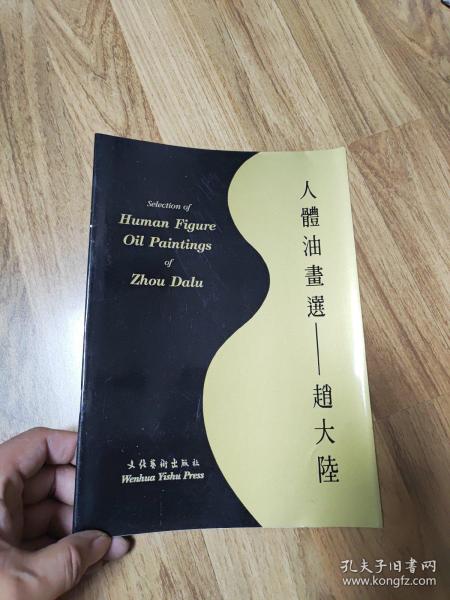 Selection of
Human Figure
Oil Paintings
of
Zhou Dalu
人體油畫選——趙大陸
文化藝術出版社
Wenhua Yishu Press
孔夫子旧书网
www.kongfz.com